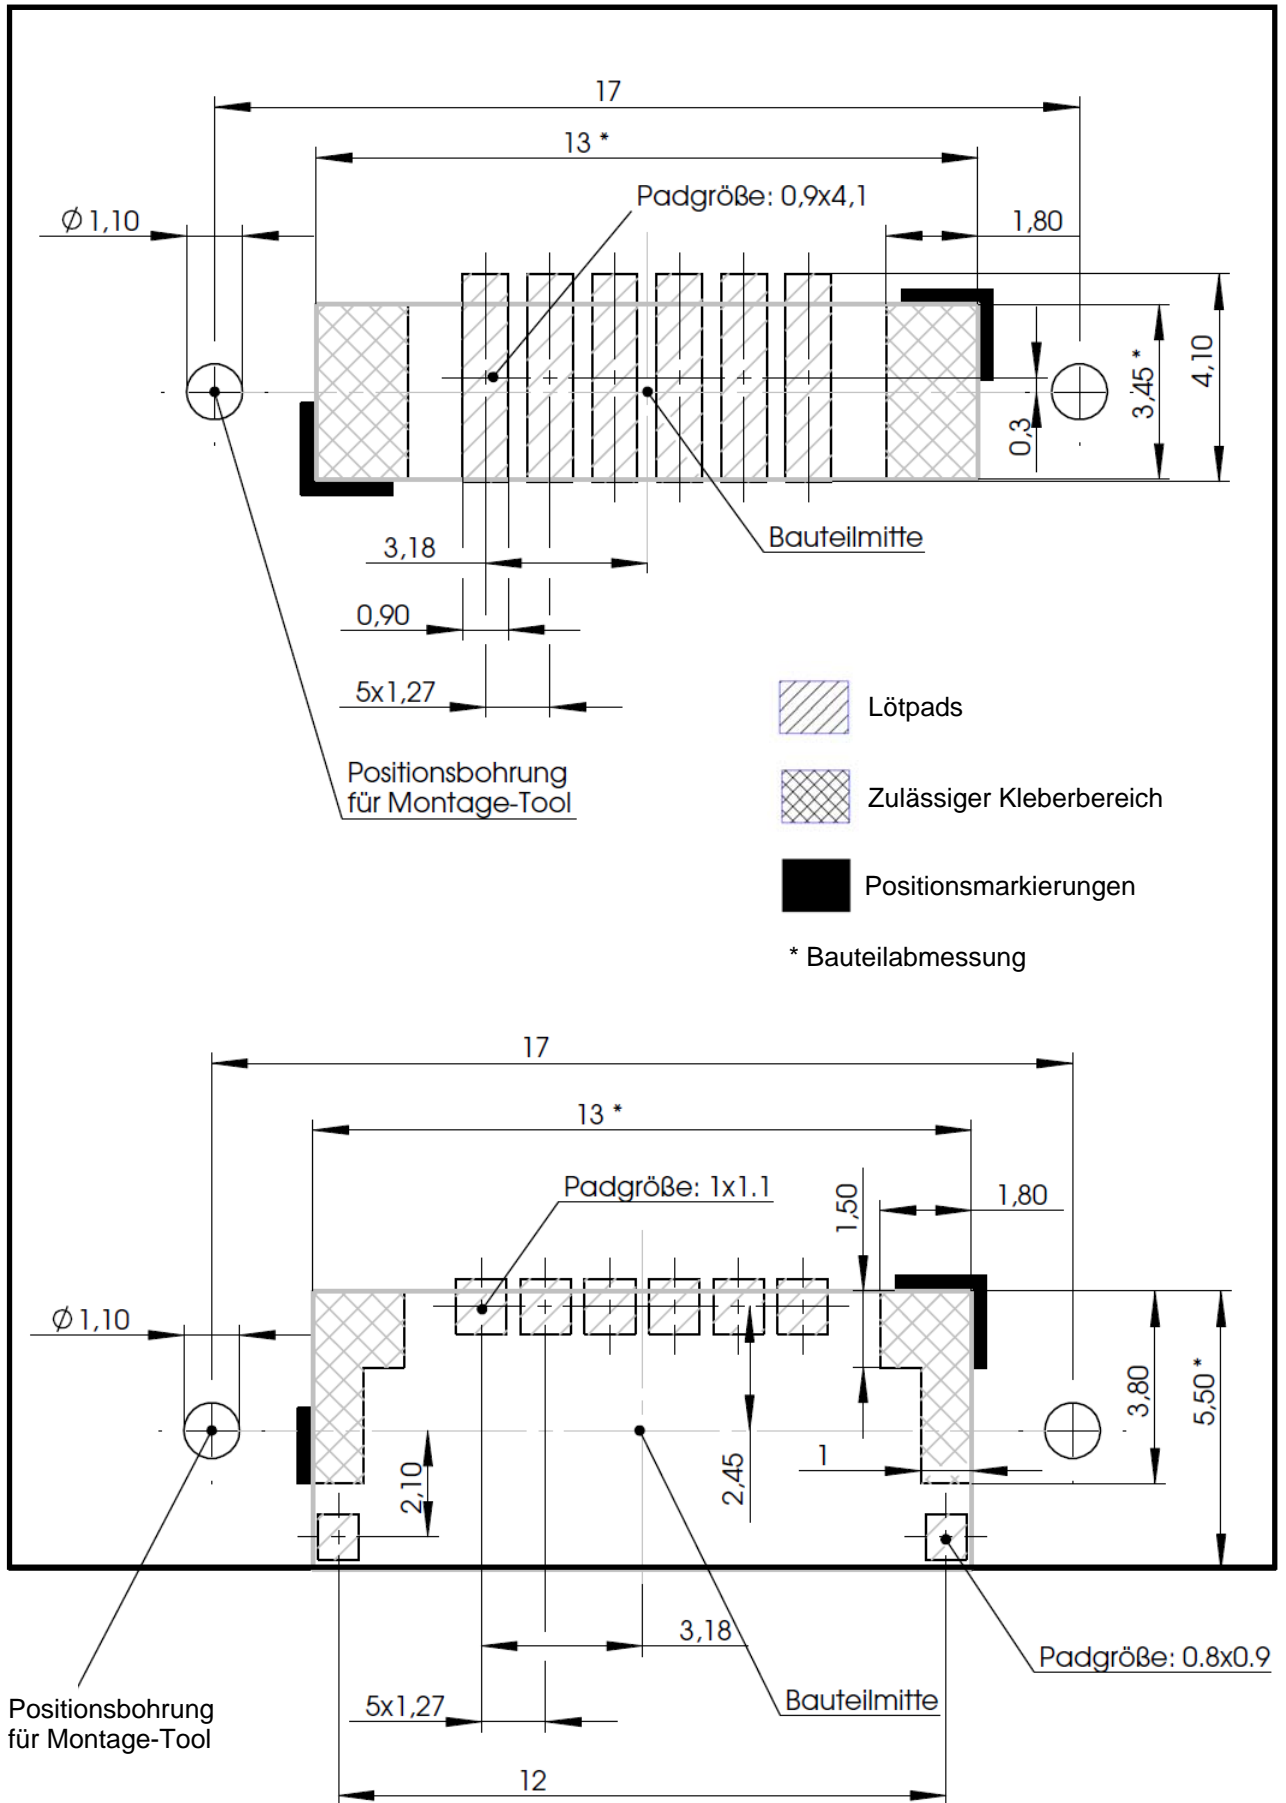 17
13 *
Padgröße: 0,9x4,1
Ø 1,10
1,80
4,10
3,45 *
0,3
3,18
Bauteilmitte
0,90
5x1,27
Lötpads
Positionsbohrung
für Montage-Tool
Zulässiger Kleberbereich
Positionsmarkierungen
* Bauteilabmessung
17
13 *
Padgröße: 1x1.1
1,50
1,80
Ø 1,10
3,80
5,50 *
2,10
2,45
1
3,18
Padgröße: 0.8x0.9
Positionsbohrung
für Montage-Tool
5x1,27
Bauteilmitte
12